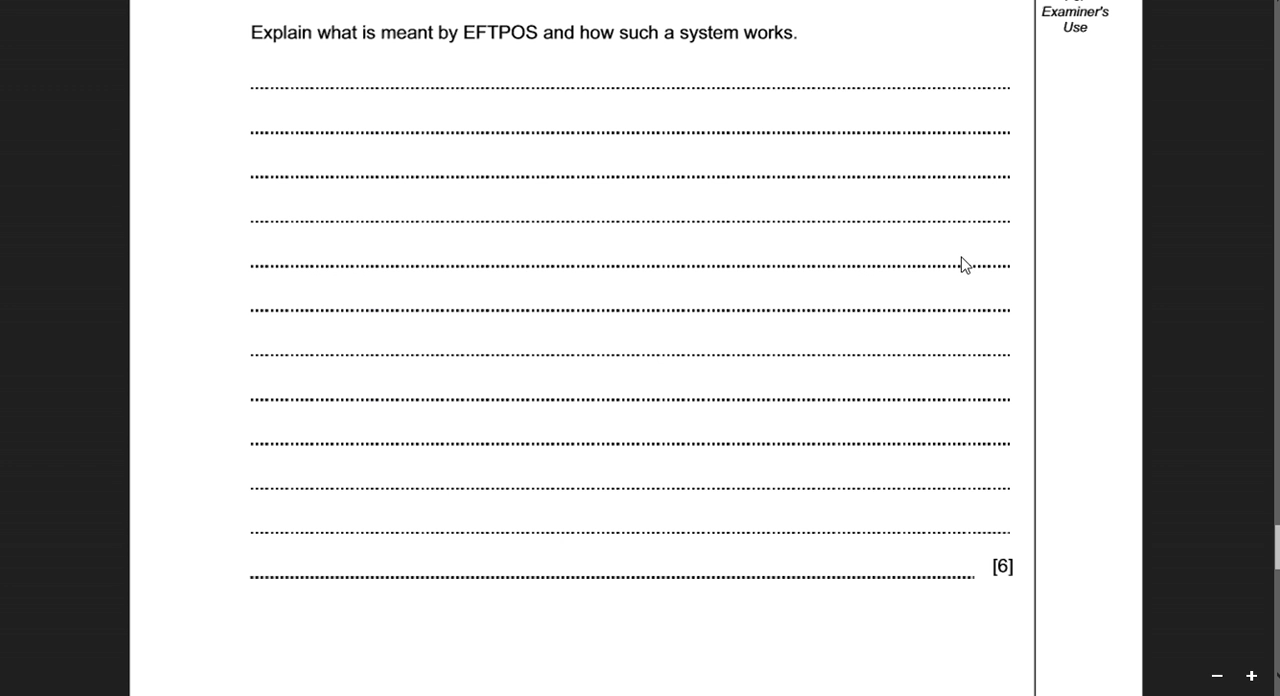 Examiner's
Use
Explain what is meant by EFTPOS and how such a system works.
[6]